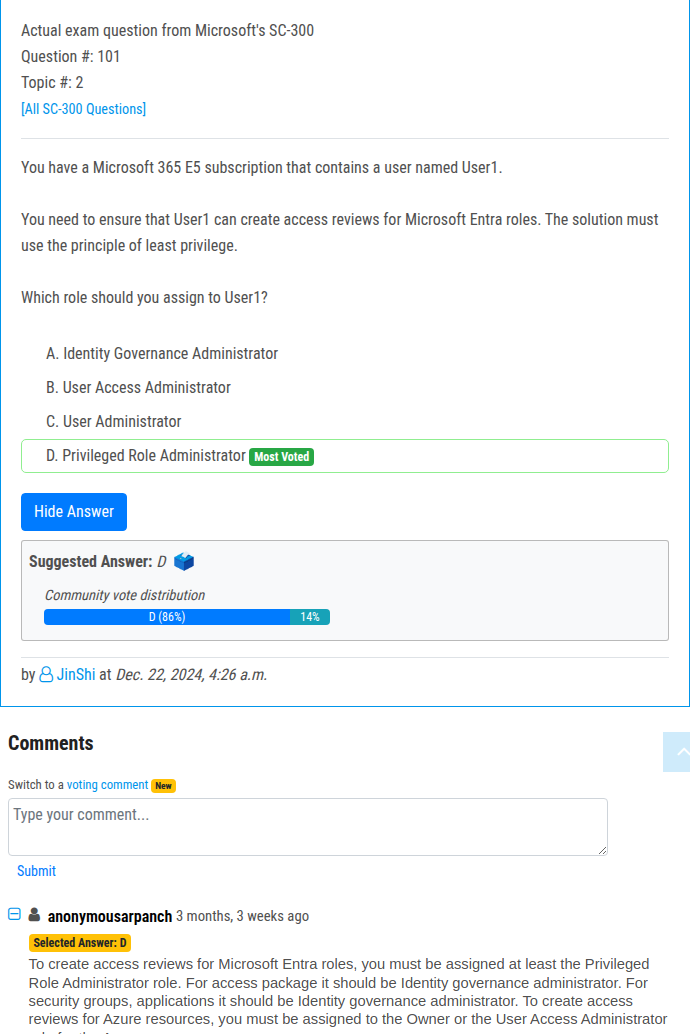 Actual exam question from Microsoft's SC-300
Question #: 101
Topic #: 2
[All SC-300 Questions]
You have a Microsoft 365 E5 subscription that contains a user named User1.
You need to ensure that User1 can create access reviews for Microsoft Entra roles. The solution must
use the principle of least privilege.
Which role should you assign to User1?
A. Identity Governance Administrator
B. User Access Administrator
C. User Administrator
D. Privileged Role Administrator Most Voted
Hide Answer
Suggested Answer: D
Community vote distribution
D (86%) 14%
by JinShi at Dec. 22, 2024, 4:26 a.m.
Comments
Switch to a voting comment New
Type your comment...
Submit
anonymousarpanch 3 months, 3 weeks ago
Selected Answer: D
To create access reviews for Microsoft Entra roles, you must be assigned at least the Privileged
Role Administrator role. For access package it should be Identity governance administrator. For
security groups, applications it should be Identity governance administrator. To create access
reviews for Azure resources, you must be assigned to the Owner or the User Access Administrator